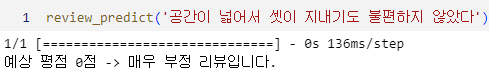 1 review_predict('공간이 넓어서 셋이 지내기도 불편하지 않았다')
1/1 [==============================] - 0s 136ms/step
예상 평점 0점 -> 매우 부정 리뷰입니다.